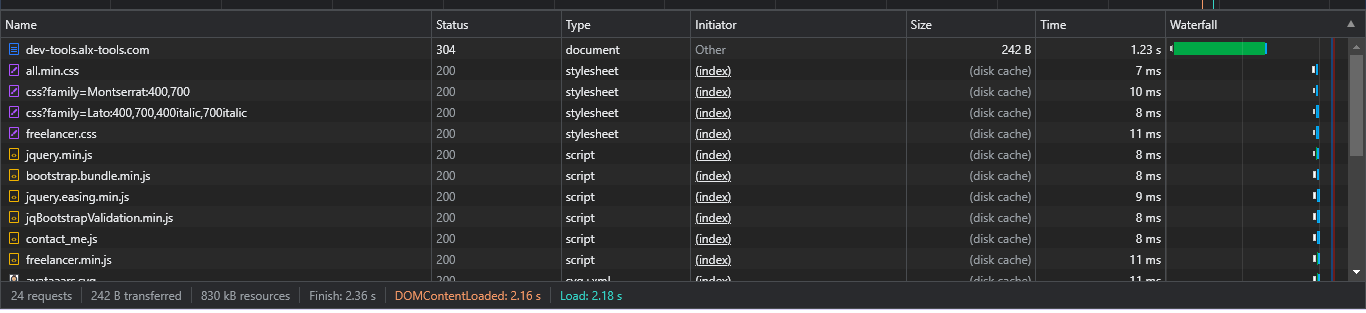 Name Status Type Initiator Size Time Waterfall
dev-tools.alx-tools.com 304 document Other 242 B 1.23 s
all.min.css 200 stylesheet (index) (disk cache) 7 ms
css?family=Montserrat:400,700 200 stylesheet (index) (disk cache) 10 ms
css?family=Lato:400,700,400italic,700italic 200 stylesheet (index) (disk cache) 8 ms
freelancer.css 200 stylesheet (index) (disk cache) 11 ms
jquery.min.js 200 script (index) (disk cache) 8 ms
bootstrap.bundle.min.js 200 script (index) (disk cache) 8 ms
jquery.easing.min.js 200 script (index) (disk cache) 9 ms
jqBootstrapValidation.min.js 200 script (index) (disk cache) 8 ms
contact_me.js 200 script (index) (disk cache) 8 ms
freelancer.min.js 200 script (index) (disk cache) 11 ms
avataaars.svg 200 svg+xml (index) (disk cache) 11 ms
24 requests 242 B transferred 830 kB resources Finish: 2.36 s DOMContentLoaded: 2.16 s Load: 2.18 s